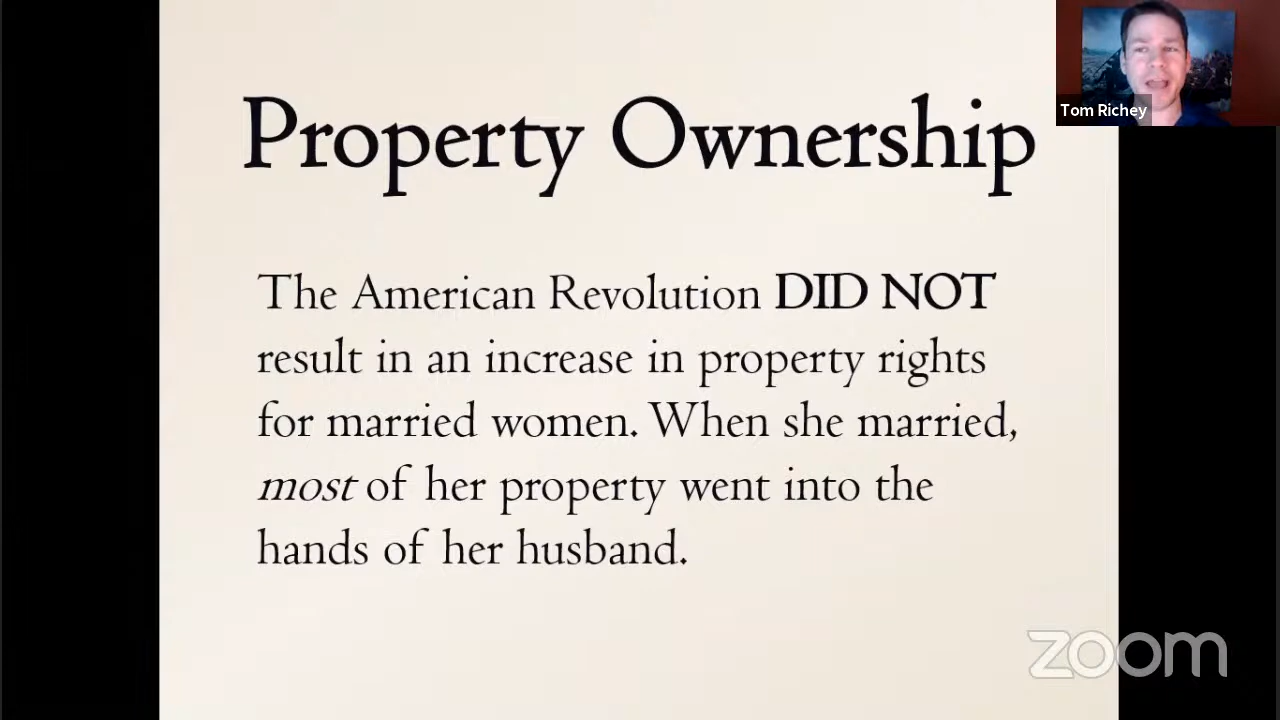 Property Ownership
Tom Richey
The American Revolution DID NOT
result in an increase in property rights
for married women. When she married,
most of her property went into the
hands of her husband.
zoom